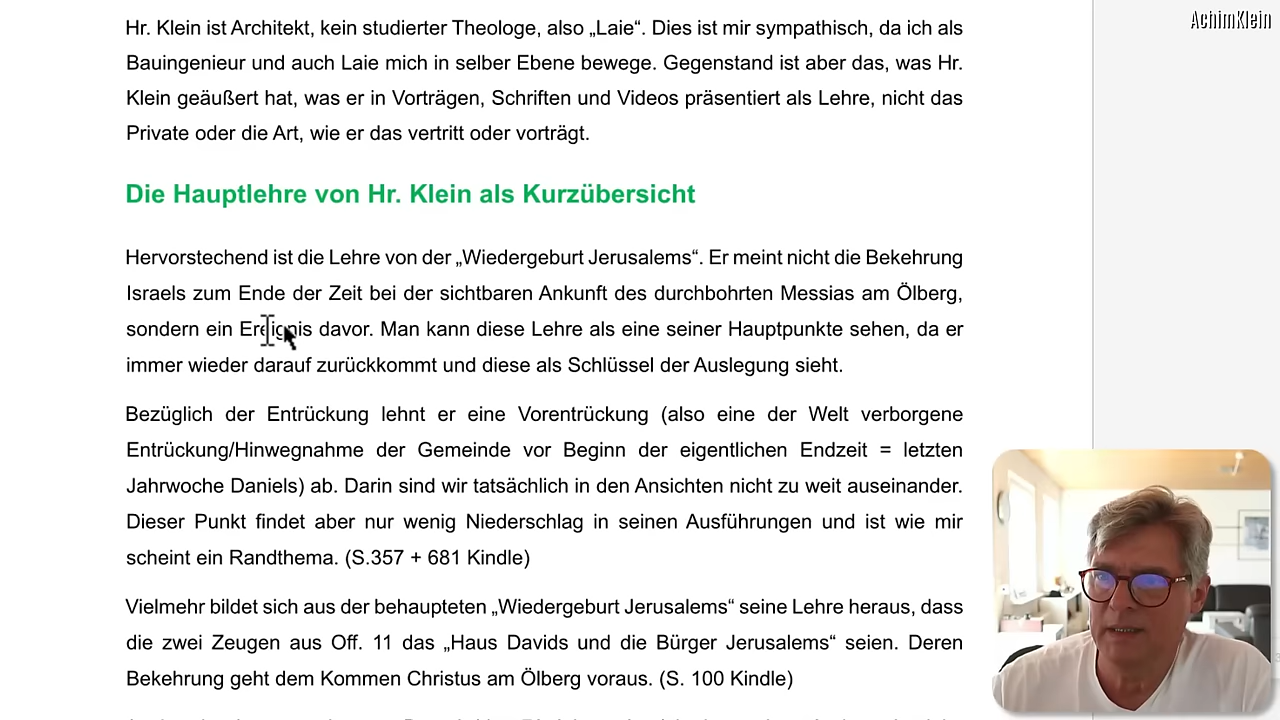 AchimKlein
Hr. Klein ist Architekt, kein studierter Theologe, also „Laie“. Dies ist mir sympathisch, da ich als
Bauingenieur und auch Laie mich in selber Ebene bewege. Gegenstand ist aber das, was Hr.
Klein geäußert hat, was er in Vorträgen, Schriften und Videos präsentiert als Lehre, nicht das
Private oder die Art, wie er das vertritt oder vorträgt.
Die Hauptlehre von Hr. Klein als Kurzübersicht
Hervorstechend ist die Lehre von der „Wiedergeburt Jerusalems“. Er meint nicht die Bekehrung
Israels zum Ende der Zeit bei der sichtbaren Ankunft des durchbohrten Messias am Ölberg,
sondern ein Ereignis davor. Man kann diese Lehre als eine seiner Hauptpunkte sehen, da er
immer wieder darauf zurückkommt und diese als Schlüssel der Auslegung sieht.
Bezüglich der Entrückung lehnt er eine Vorentrückung (also eine der Welt verborgene
Entrückung/Hinwegnahme der Gemeinde vor Beginn der eigentlichen Endzeit = letzten
Jahrwoche Daniels) ab. Darin sind wir tatsächlich in den Ansichten nicht zu weit auseinander.
Dieser Punkt findet aber nur wenig Niederschlag in seinen Ausführungen und ist wie mir
scheint ein Randthema. (S.357 + 681 Kindle)
Vielmehr bildet sich aus der behaupteten „Wiedergeburt Jerusalems“ seine Lehre heraus, dass
die zwei Zeugen aus Off. 11 das „Haus Davids und die Bürger Jerusalems“ seien. Deren
Bekehrung geht dem Kommen Christus am Ölberg voraus. (S. 100 Kindle)